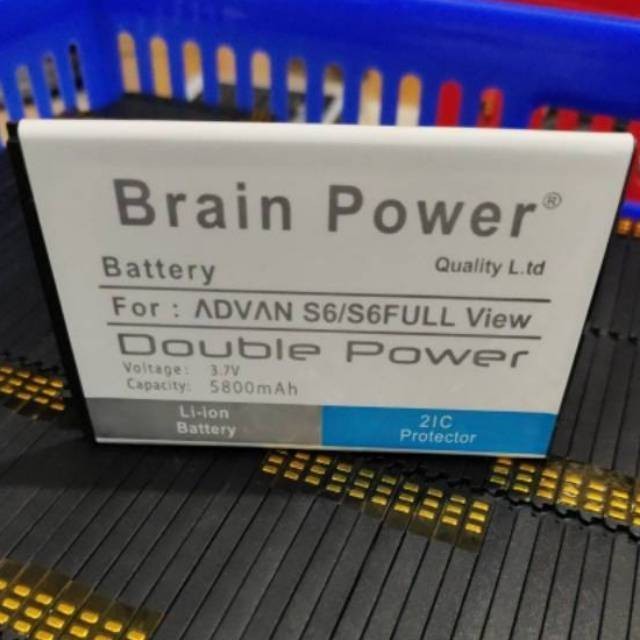 Brain Power®
Battery Quality L.td
For : ADVAN S6/S6FULL View
Double Power
Voltage: 3.7V
Capacity: 5800mAh
Li-ion
Battery
21C
Protector